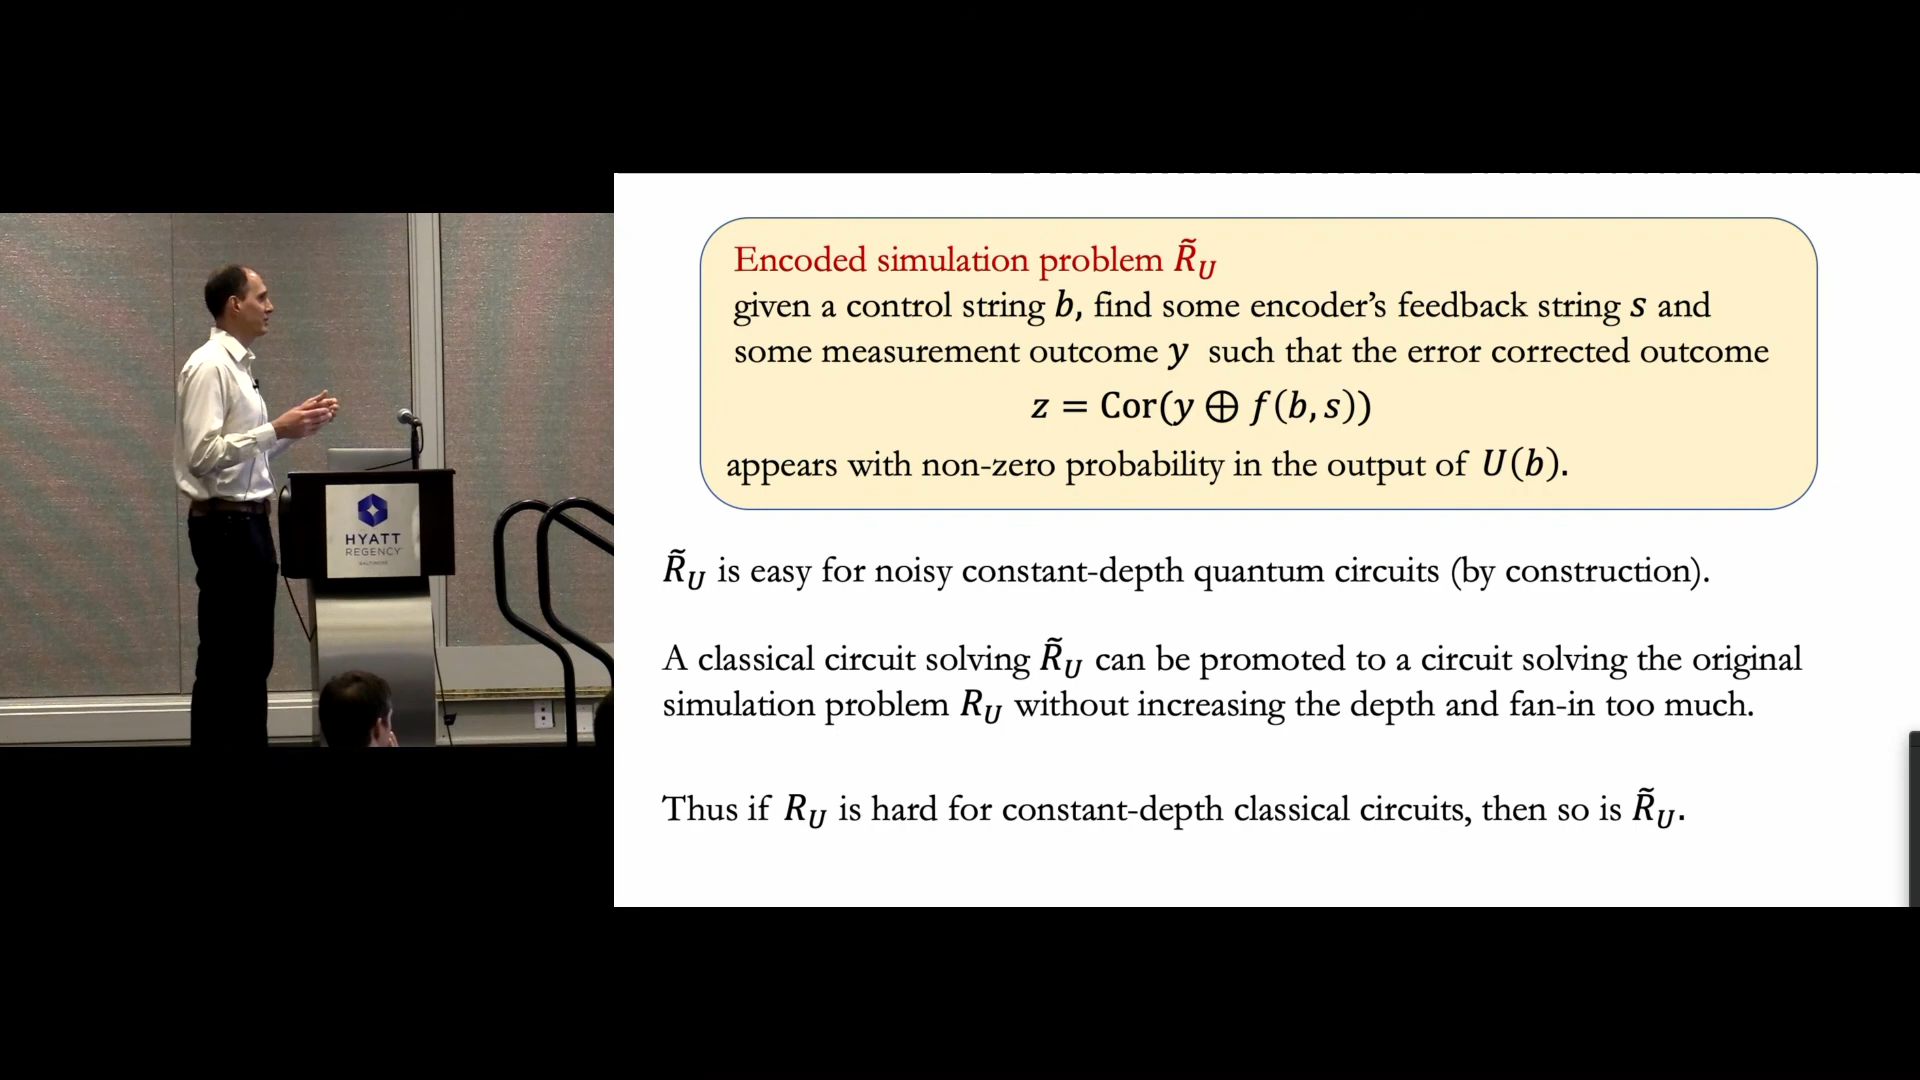 HYATT
REGENCY
BALTIMORE
Encoded simulation problem R̃_U
given a control string b, find some encoder's feedback string s and
some measurement outcome y such that the error corrected outcome
z = Cor(y ⊕ f(b, s))
appears with non-zero probability in the output of U(b).
R̃_U is easy for noisy constant-depth quantum circuits (by construction).
A classical circuit solving R̃_U can be promoted to a circuit solving the original
simulation problem R_U without increasing the depth and fan-in too much.
Thus if R_U is hard for constant-depth classical circuits, then so is R̃_U.